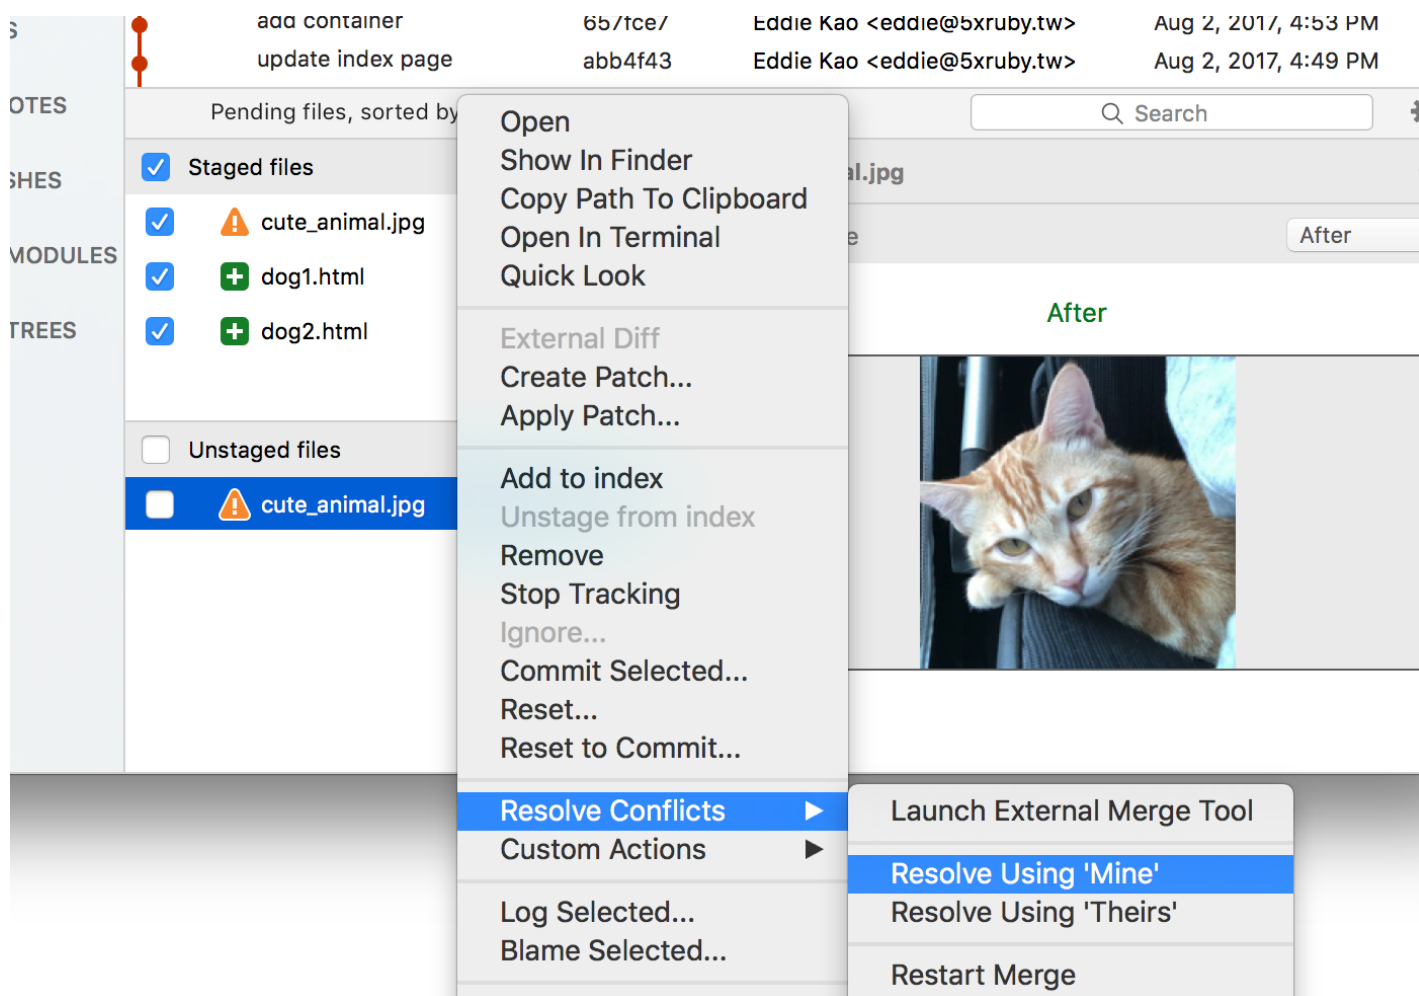 add container 657fce7 Eddie Kao <eddie@5xruby.tw> Aug 2, 2017, 4:53 PM
update index page abb4f43 Eddie Kao <eddie@5xruby.tw> Aug 2, 2017, 4:49 PM
OTES
SHES
MODULES
TREES
Pending files, sorted by
Search
Staged files
cute_animal.jpg
dog1.html
dog2.html
Unstaged files
cute_animal.jpg
Open
Show In Finder
Copy Path To Clipboard
Open In Terminal
Quick Look
External Diff
Create Patch...
Apply Patch...
Add to index
Unstage from index
Remove
Stop Tracking
Ignore...
Commit Selected...
Reset...
Reset to Commit...
Resolve Conflicts
Custom Actions
Log Selected...
Blame Selected...
al.jpg
e
After
After
Launch External Merge Tool
Resolve Using 'Mine'
Resolve Using 'Theirs'
Restart Merge